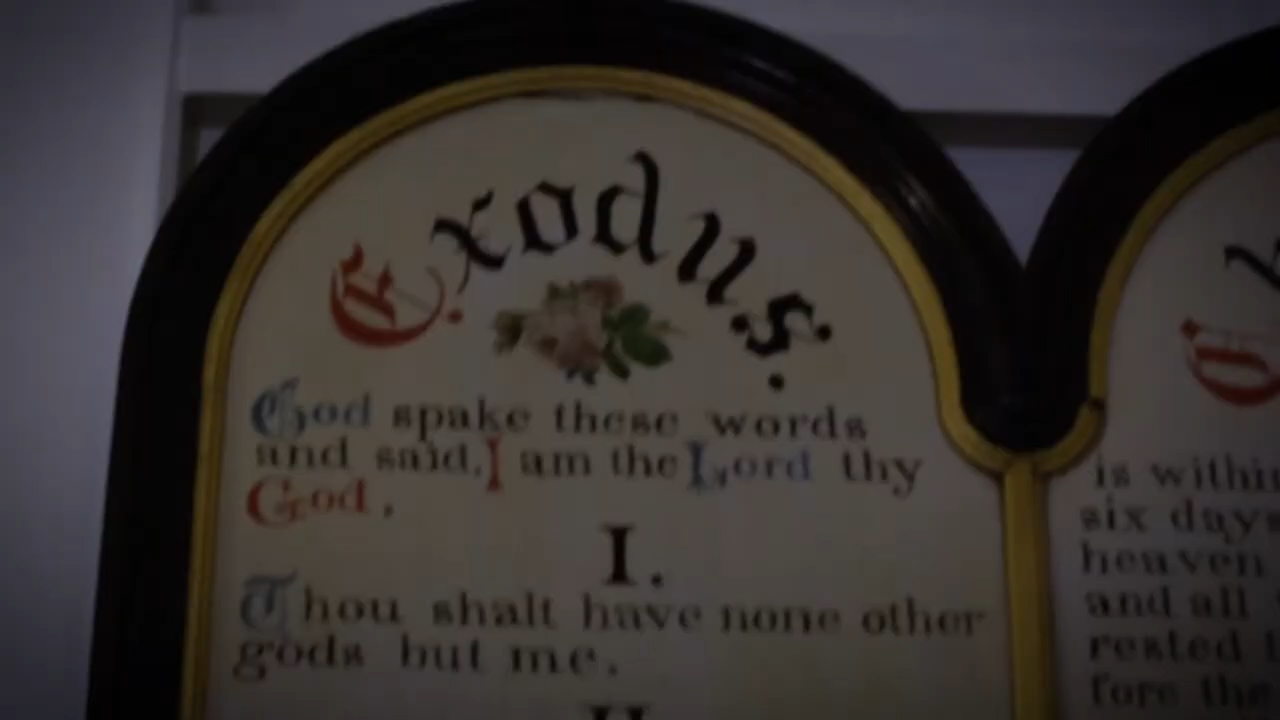 Exodus.
God spake these words
and said, I am the Lord thy
God,
I.
Thou shalt have none other
gods but me.
II
is within
six days
heaven
and all
rested
fore the